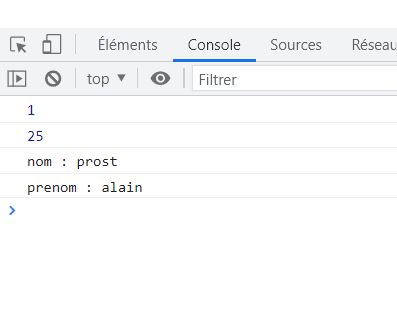 Éléments Console Sources Réseau
top Filtrer
1
25
nom : prost
prenom : alain